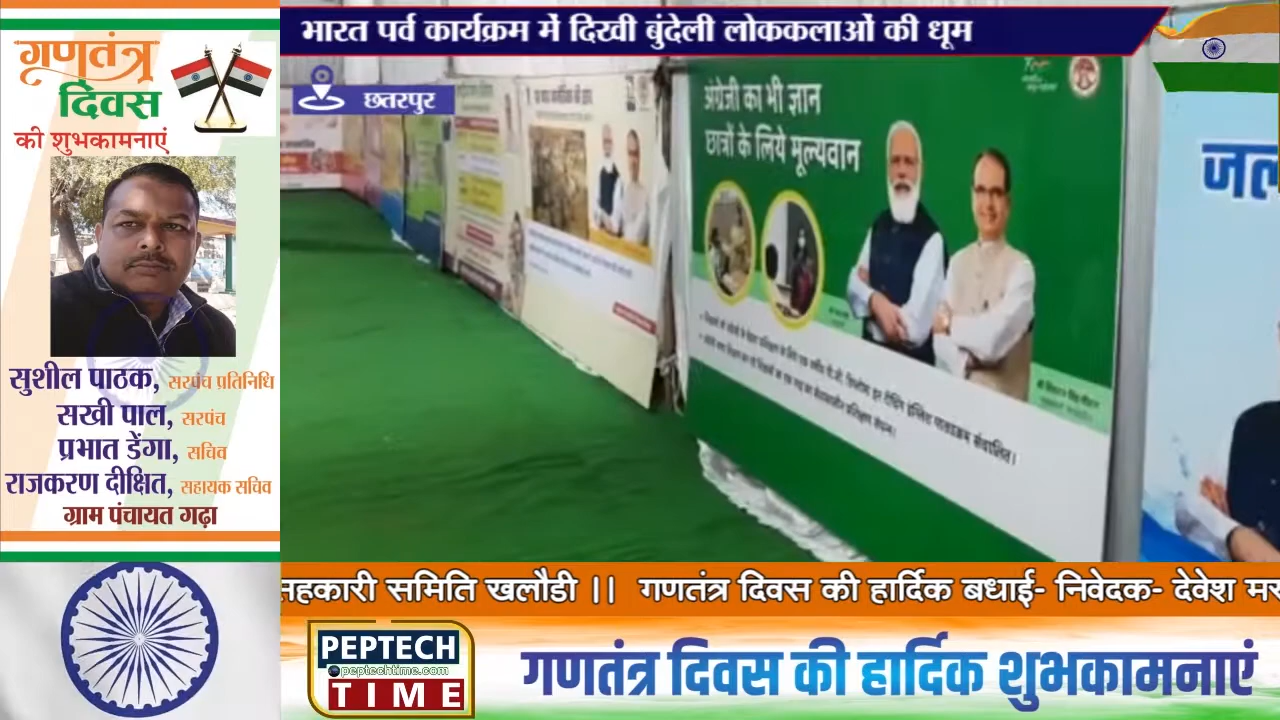 गणतंत्र
दिवस
की शुभकामनाएं
सुशील पाठक, सरपंच प्रतिनिधि
सखी पाल, सरपंच
प्रभात डेंगा, सचिव
राजकरण दीक्षित, सहायक सचिव
ग्राम पंचायत गढ़ा
भारत पर्व कार्यक्रम में दिखी बुंदेली लोककलाओं की धूम
छतरपुर
अंग्रेजी का भी ज्ञान
छात्रों के लिये मूल्यवान
जल
सहकारी समिति खलौडी || गणतंत्र दिवस की हार्दिक बधाई- निवेदक- देवेश
PEPTECH
peptechtime.com
TIME
गणतंत्र दिवस की हार्दिक शुभकामनाएं